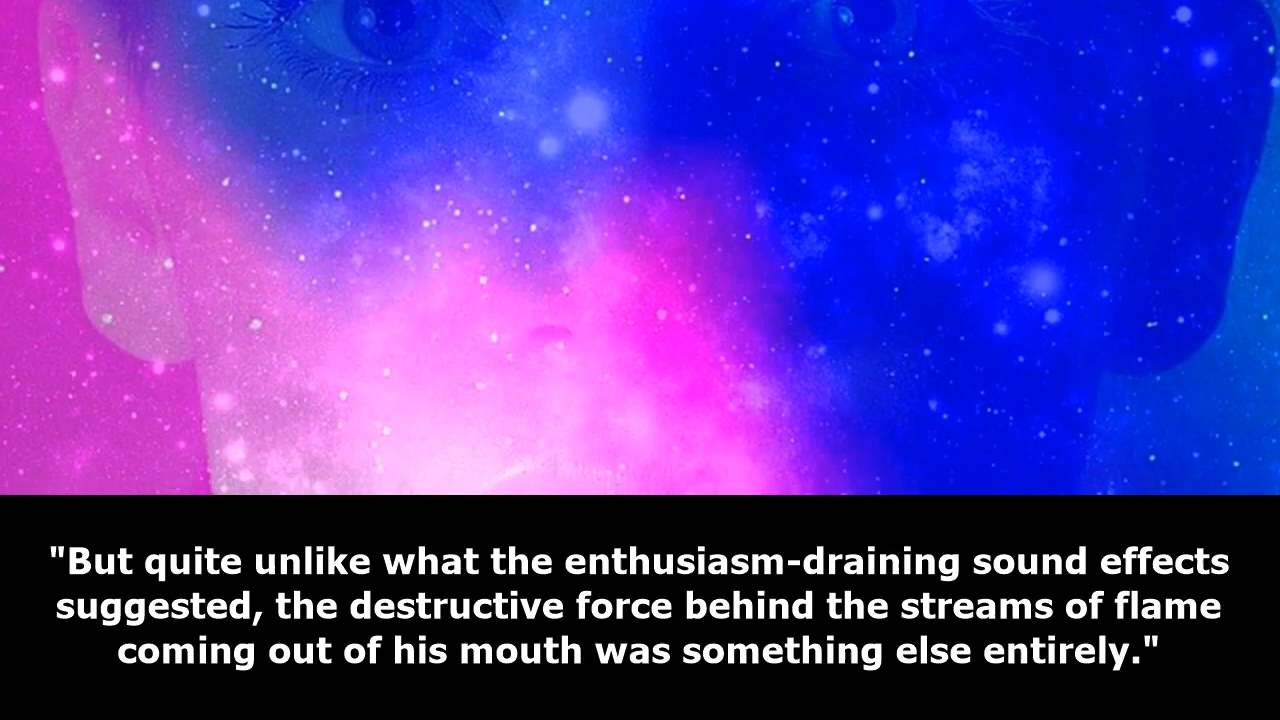 "But quite unlike what the enthusiasm-draining sound effects
suggested, the destructive force behind the streams of flame
coming out of his mouth was something else entirely."